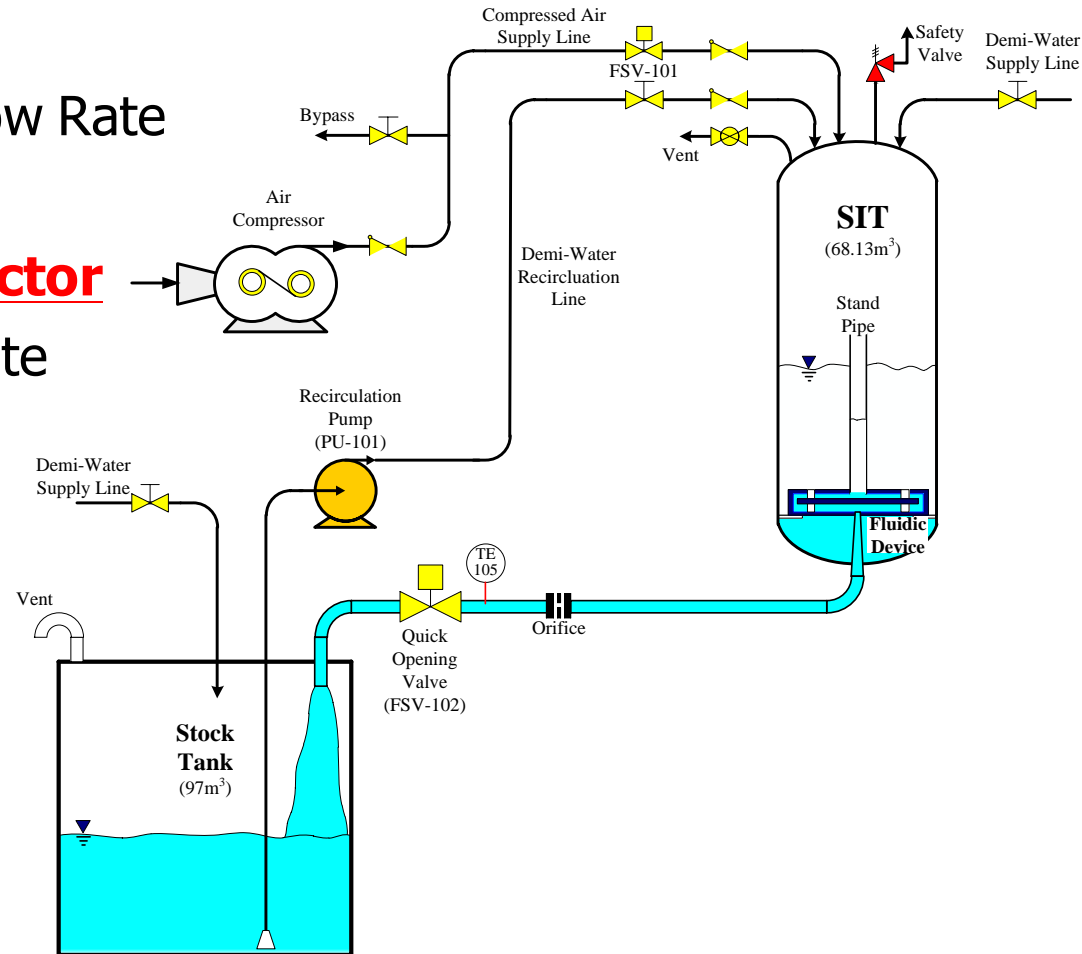 Compressed Air
Supply Line
FSV-101
Safety
Valve
Demi-Water
Supply Line
ow Rate
Bypass
Vent
Air
Compressor
SIT
(68.13m³)
ctor
Demi-Water
Recircluation
Line
Stand
Pipe
te
Recirculation
Pump
(PU-101)
Demi-Water
Supply Line
Fluidic
Device
TE
105
Vent
Orifice
Quick
Opening
Valve
(FSV-102)
Stock
Tank
(97m³)